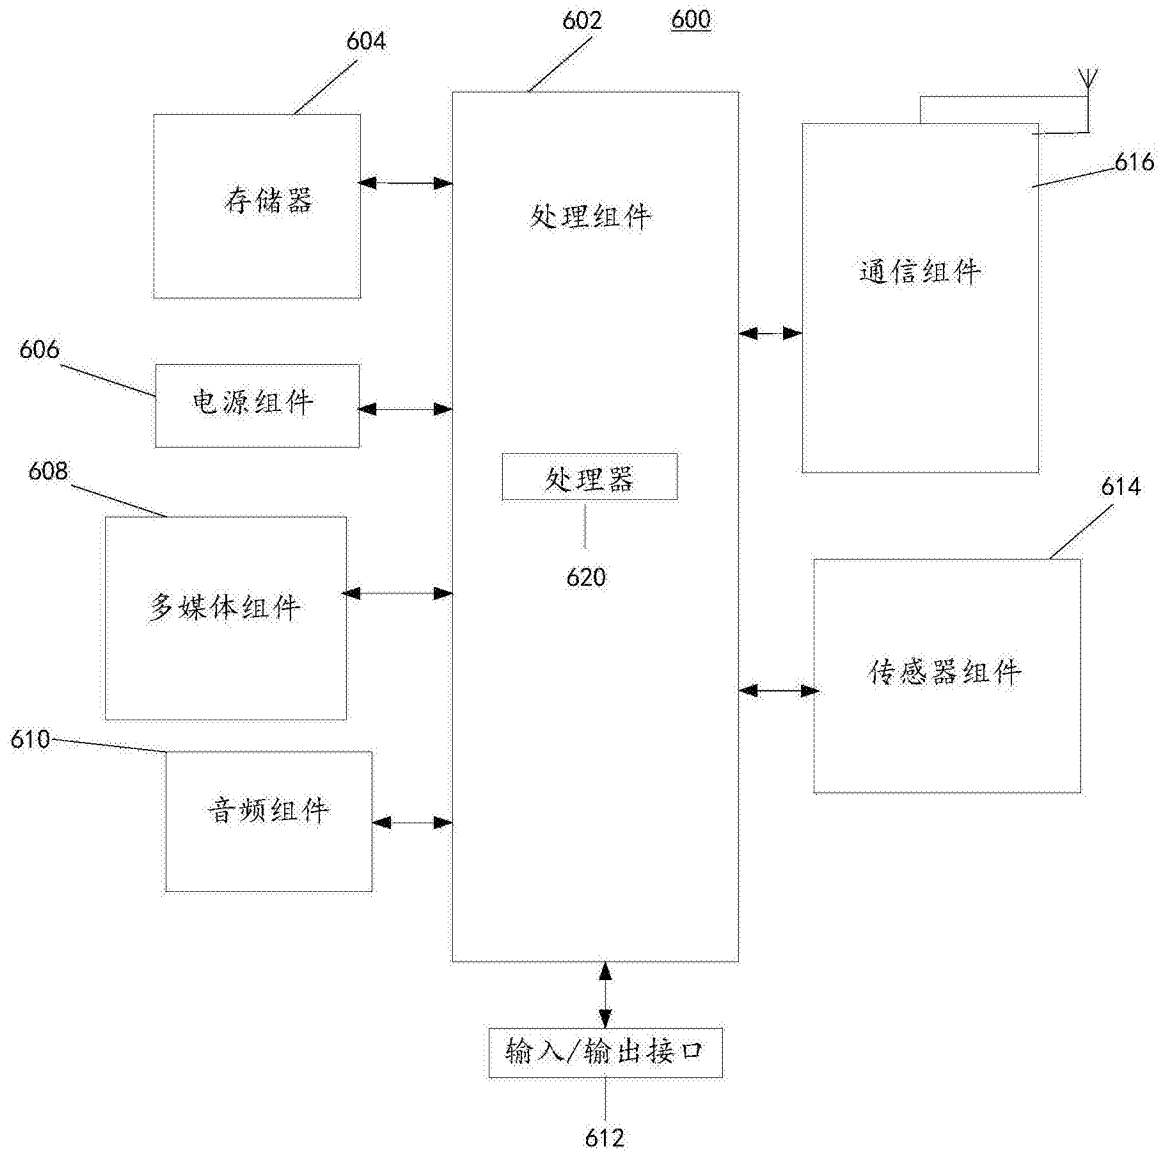 602
600
604
存储器
处理组件
616
通信组件
606
电源组件
608
处理器
614
620
多媒体组件
传感器组件
610
音频组件
输入/输出接口
612